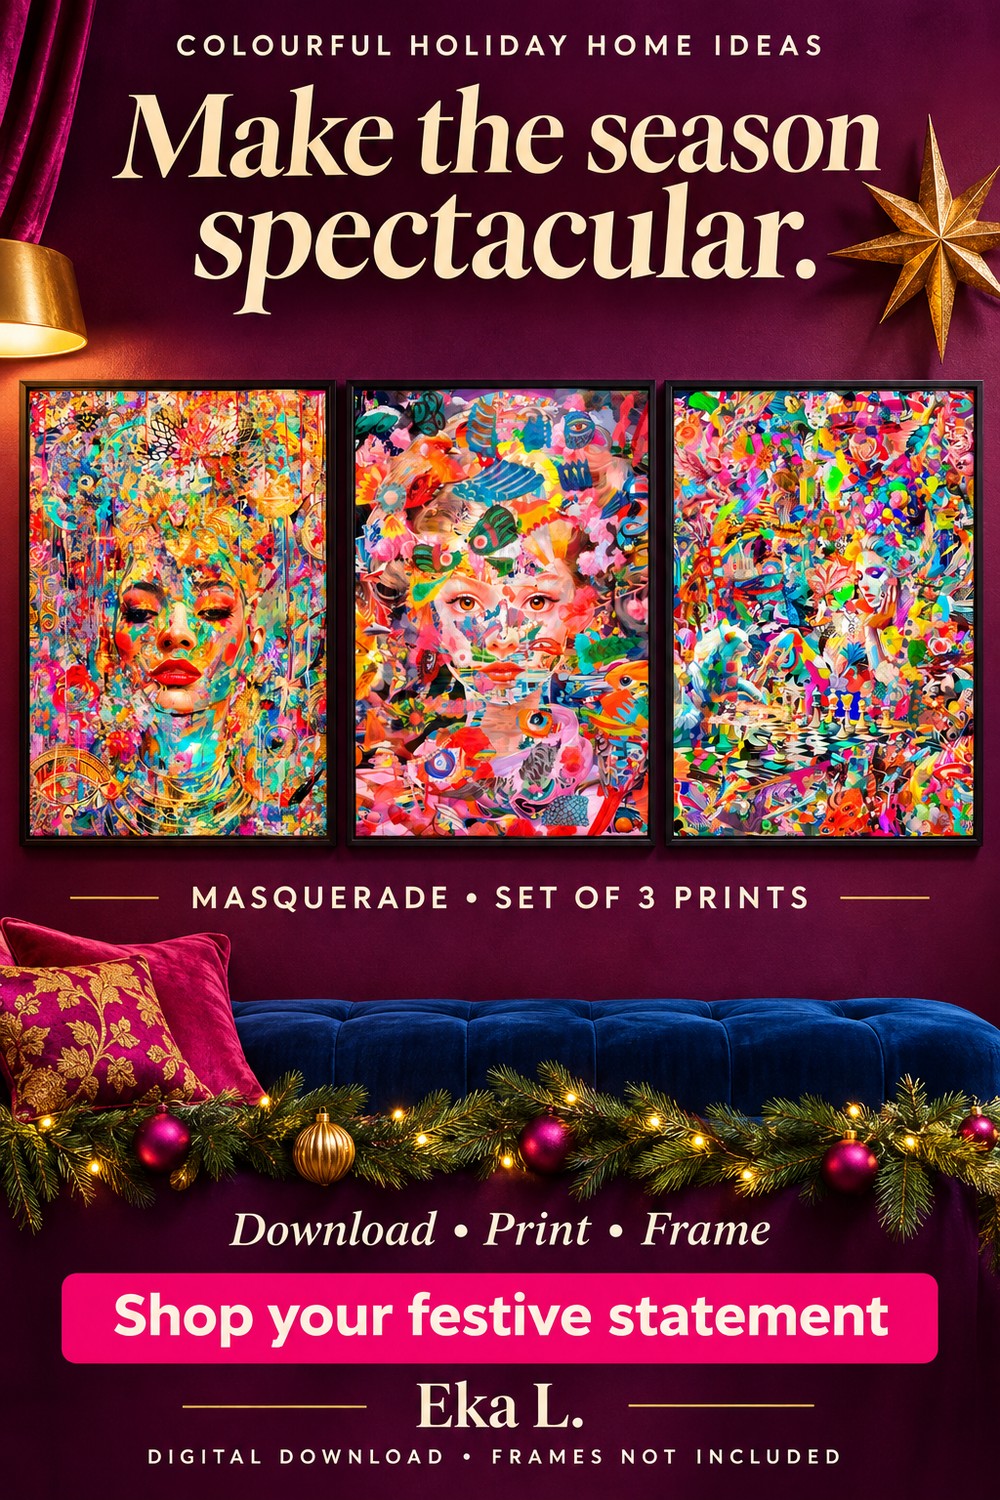 COLOURFUL HOLIDAY HOME IDEAS
Make the season
spectacular.
MASQUERADE • SET OF 3 PRINTS
Download • Print • Frame
Shop your festive statement
Eka L.
DIGITAL DOWNLOAD • FRAMES NOT INCLUDED